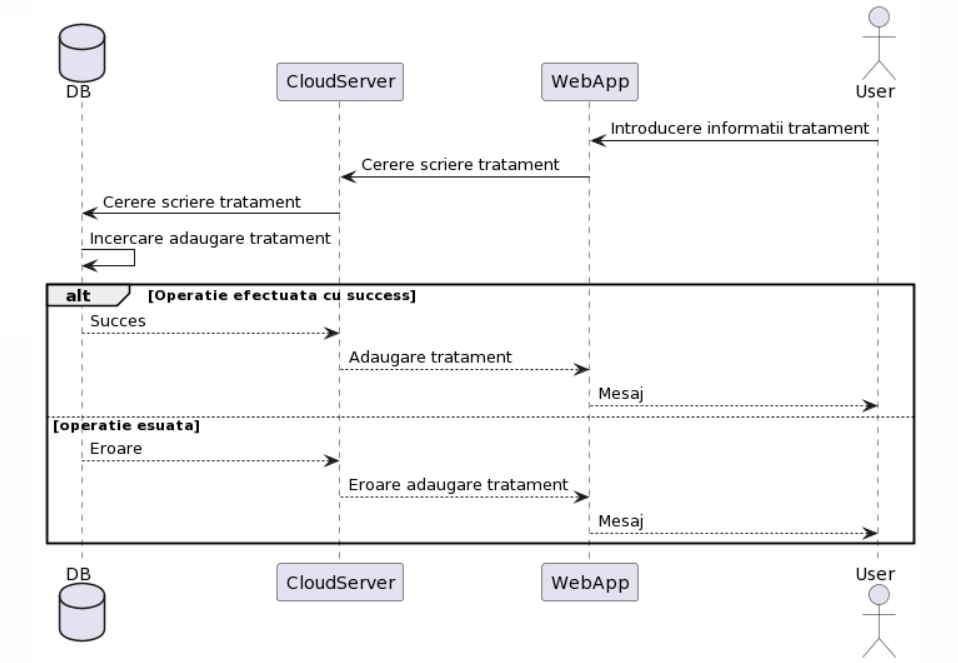 DB
CloudServer
WebApp
User
Introducere informatii tratament
Cerere scriere tratament
Cerere scriere tratament
Incercare adaugare tratament
alt
[Operatie efectuata cu success]
Succes
Adaugare tratament
Mesaj
[operatie esuata]
Eroare
Eroare adaugare tratament
Mesaj
DB
CloudServer
WebApp
User